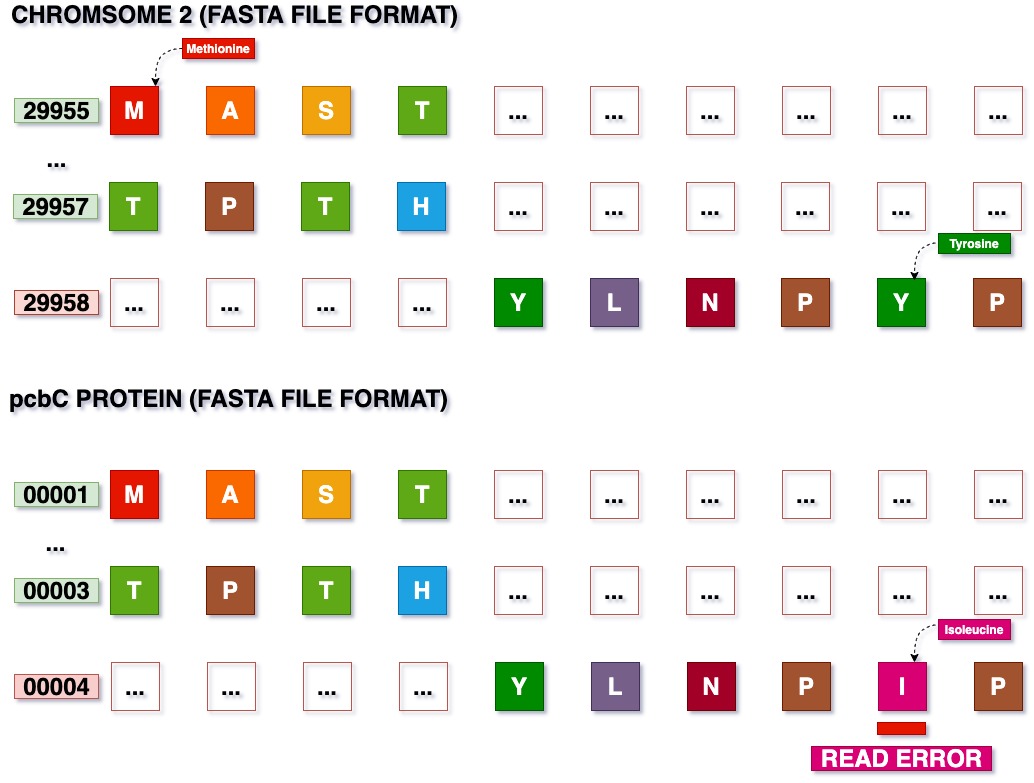 CHROMSOME 2 (FASTA FILE FORMAT)
Methionine
29955 M A S T ... ... ... ... ... ...
...
29957 T P T H ... ... ... ... ... ...
Tyrosine
29958 ... ... ... ... Y L N P Y P
pcbC PROTEIN (FASTA FILE FORMAT)
00001 M A S T ... ... ... ... ... ...
...
00003 T P T H ... ... ... ... ... ...
Isoleucine
00004 ... ... ... ... Y L N P I P
READ ERROR